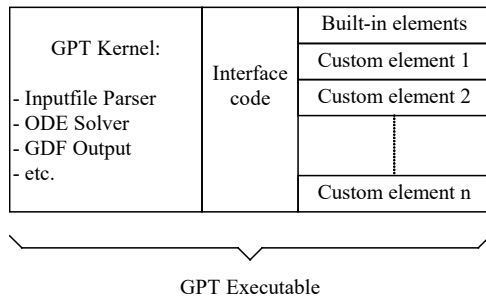 GPT Kernel:
- Inputfile Parser
- ODE Solver
- GDF Output
- etc.
Interface
code
Built-in elements
Custom element 1
Custom element 2
Custom element n
GPT Executable